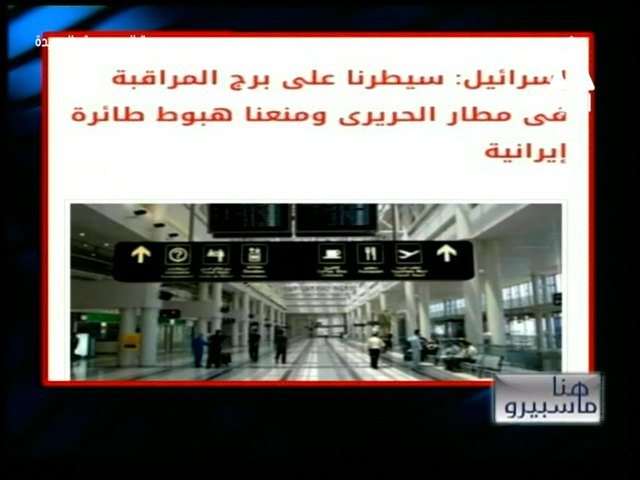 إسرائيل: سيطرنا على برج المراقبة
فى مطار الحريرى ومنعنا هبوط طائرة
إيرانية
هنا
ماسبيرو